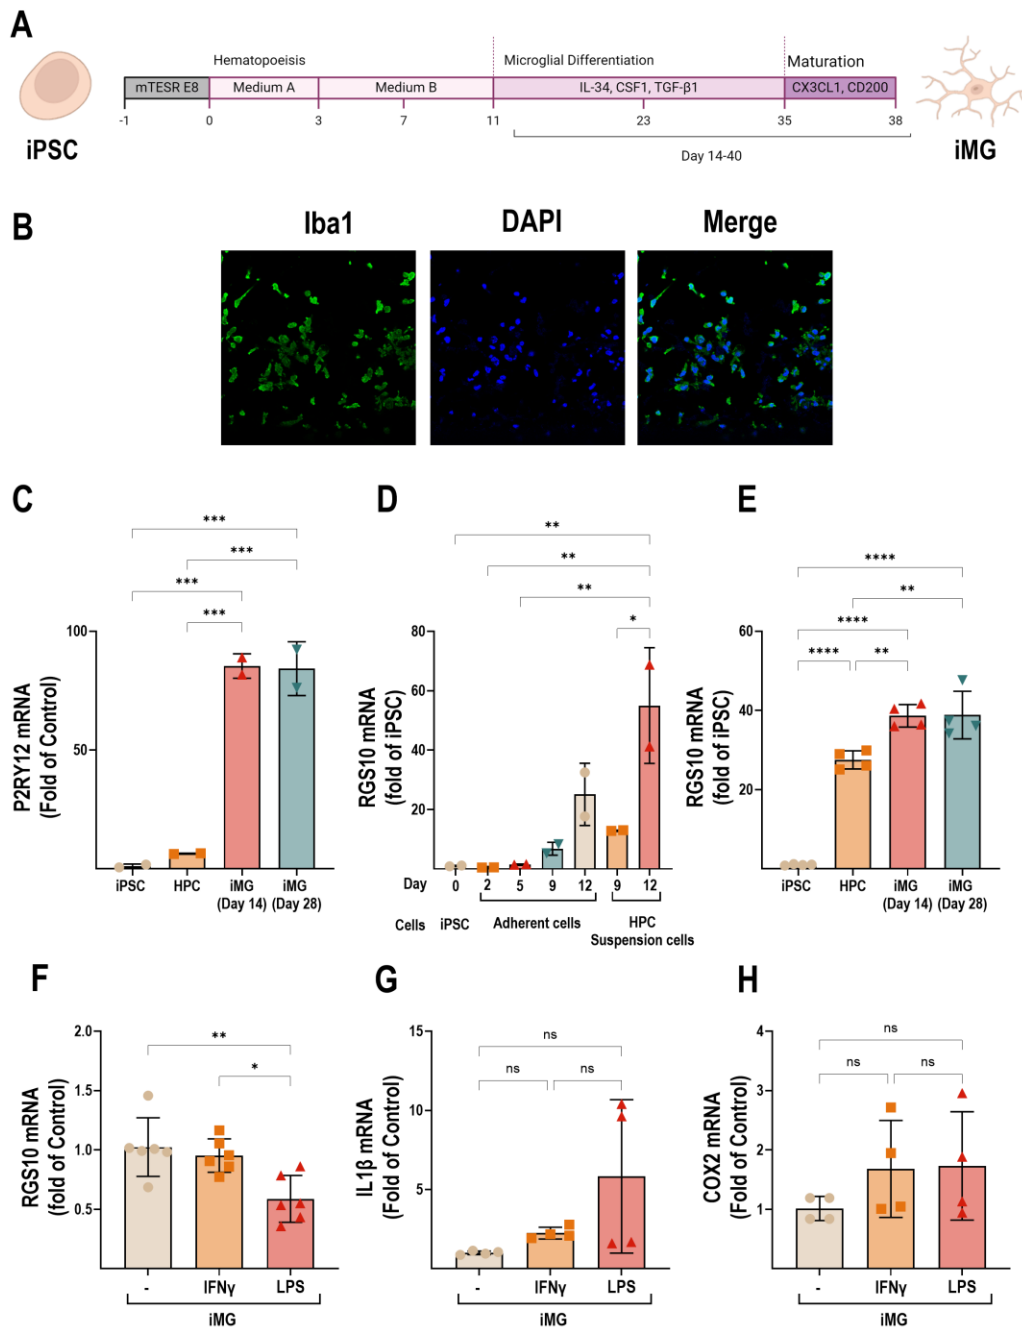 A
Hematopoeisis
Microglial Differentiation
Maturation
mTESR E8
Medium A
Medium B
IL-34, CSF1, TGF-β1
CX3CL1, CD200
-1
0
3
7
11
23
35
38
iPSC
Day 14-40
iMG
B
Iba1
DAPI
Merge
C
***
***
***
***
P2RY12 mRNA
(Fold of Control)
100
50
iPSC
HPC
iMG
(Day 14)
iMG
(Day 28)
D
**
**
**
*
RGS10 mRNA
(fold of iPSC)
80
60
40
20
Day
0
2
5
9
12
9
12
Cells
iPSC
Adherent cells
HPC
Suspension cells
E
****
**
****
****
**
RGS10 mRNA
(fold of iPSC)
60
40
20
iPSC
HPC
iMG
(Day 14)
iMG
(Day 28)
F
**
*
RGS10 mRNA
(fold of Control)
2.0
1.5
1.0
0.5
-
IFNγ
LPS
iMG
G
ns
ns
ns
IL1β mRNA
(Fold of Control)
15
10
5
-
IFNγ
LPS
iMG
H
ns
ns
ns
COX2 mRNA
(Fold of Control)
4
3
2
1
-
IFNγ
LPS
iMG